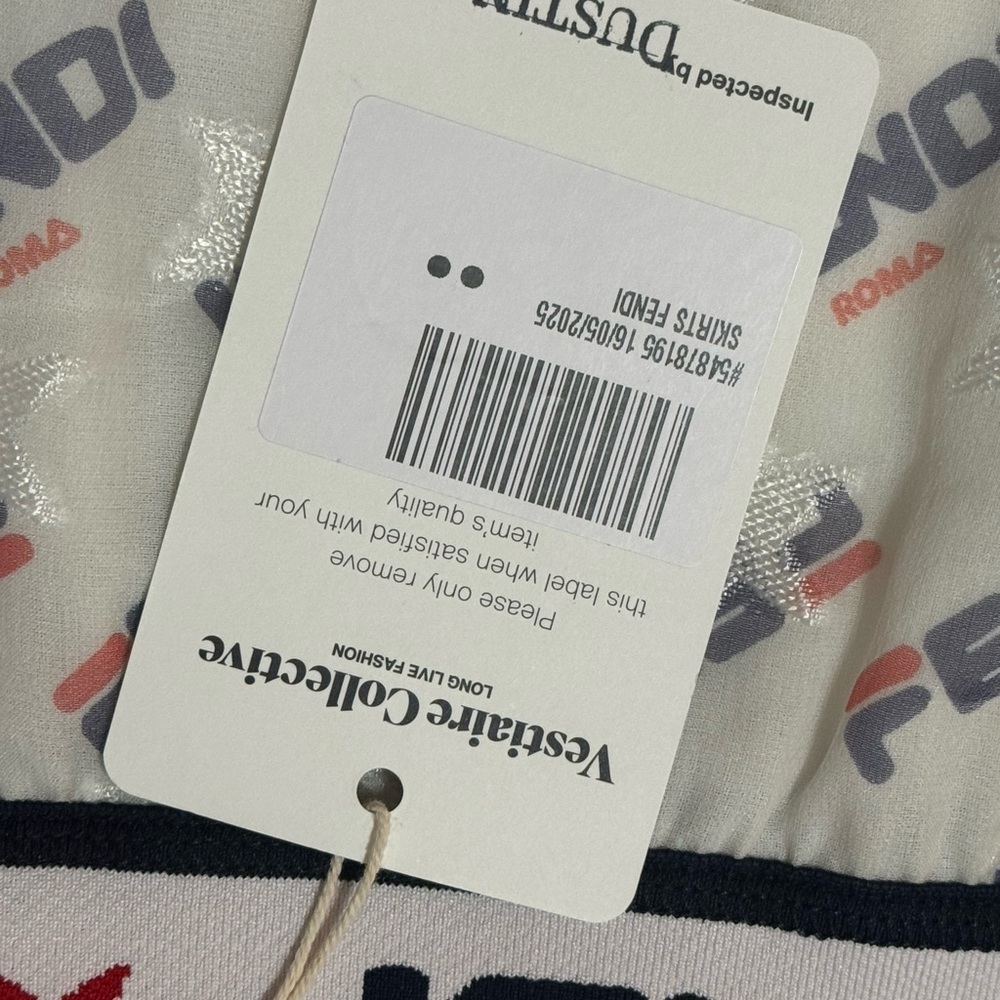 Vestiaire Collective
LONG LIVE FASHION
Please only remove
this label when satisfied with your
item's quality
#54878195 16/05/2025
SKIRTS FENDI
Inspected by DUSTIN
ROMA